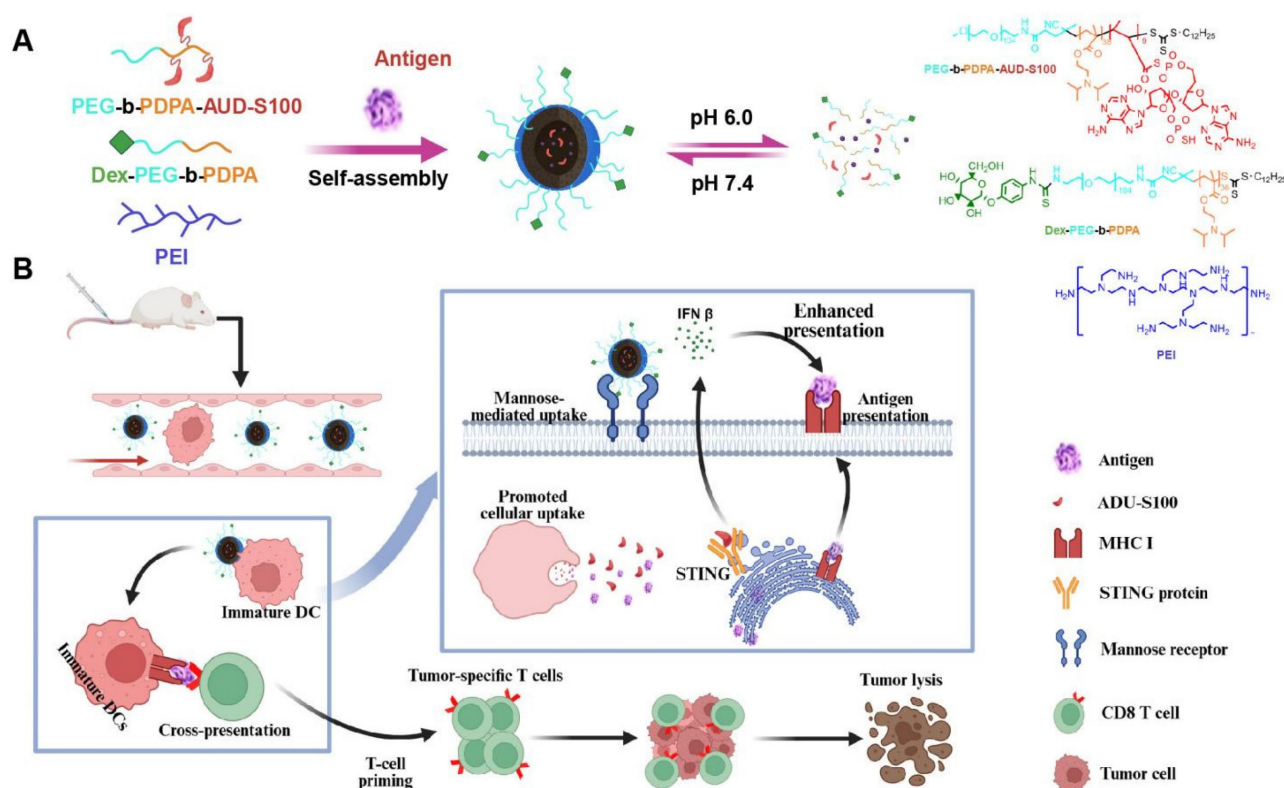 A
PEG-b-PDPA-AUD-S100
Dex-PEG-b-PDPA
PEI
Antigen
Self-assembly
pH 6.0
pH 7.4
PEG-b-PDPA-AUD-S100
Dex-PEG-b-PDPA
PEI
B
Immature DC
Immature DCs
Cross-presentation
IFN β
Enhanced
presentation
Mannose-
mediated uptake
Antigen
presentation
Promoted
cellular uptake
STING
T-cell
priming
Tumor-specific T cells
Tumor lysis
Antigen
ADU-S100
MHC I
STING protein
Mannose receptor
CD8 T cell
Tumor cell